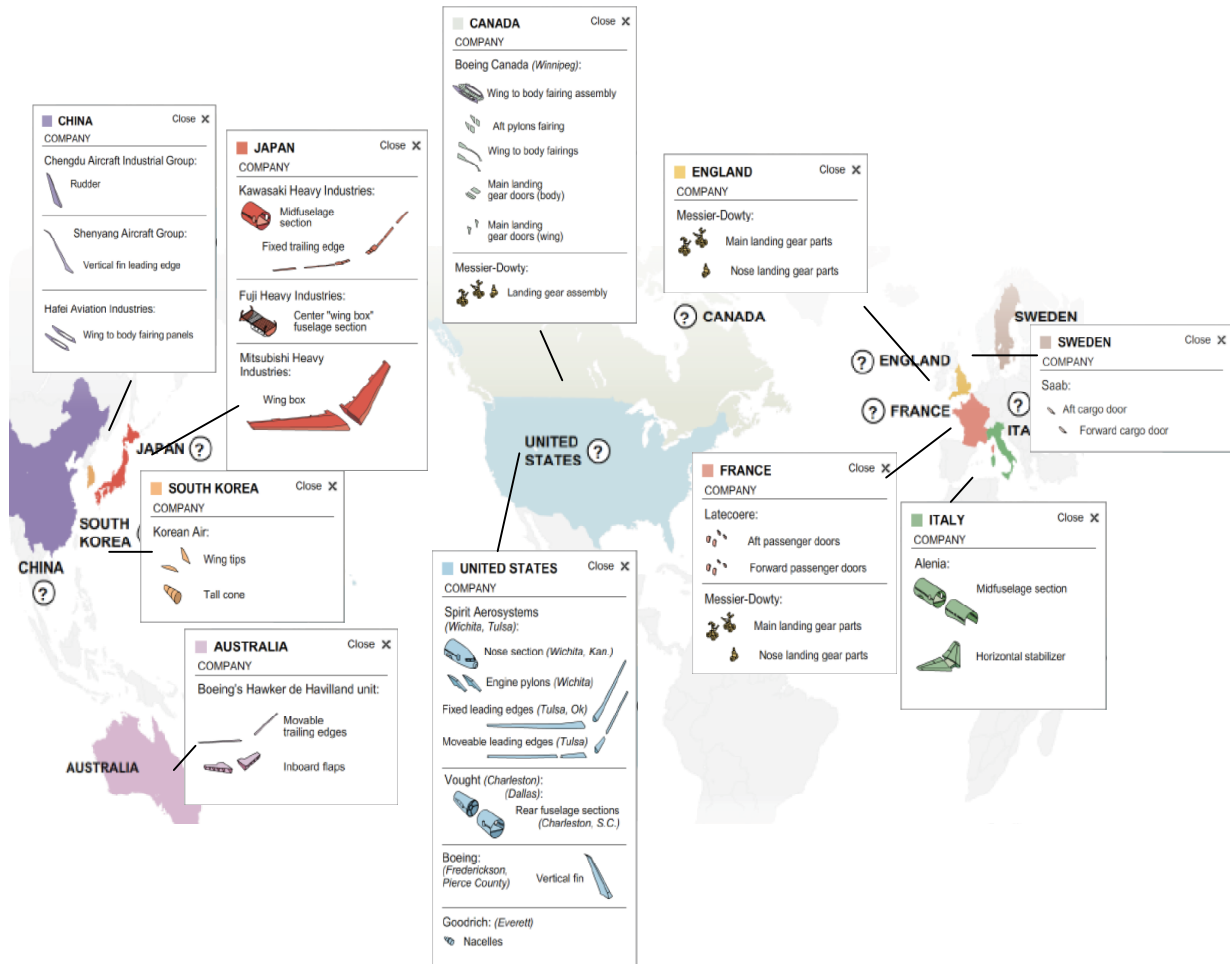 CANADA Close X
COMPANY
Boeing Canada (Winnipeg):
Wing to body fairing assembly
Aft pylons fairing
Wing to body fairings
Main landing
gear doors (body)
Main landing
gear doors (wing)
Messier-Dowty:
Landing gear assembly
CHINA Close X
COMPANY
Chengdu Aircraft Industrial Group:
Rudder
Shenyang Aircraft Group:
Vertical fin leading edge
Hafei Aviation Industries:
Wing to body fairing panels
JAPAN Close X
COMPANY
Kawasaki Heavy Industries:
Midfuselage
section
Fixed trailing edge
Fuji Heavy Industries:
Center "wing box"
fuselage section
Mitsubishi Heavy
Industries:
Wing box
ENGLAND Close X
COMPANY
Messier-Dowty:
Main landing gear parts
Nose landing gear parts
? CANADA
SWEDEN
SWEDEN Close X
COMPANY
Saab:
Aft cargo door
Forward cargo door
? ENGLAND
? FRANCE
ITA
JAPAN ?
UNITED
STATES ?
SOUTH
KOREA
CHINA
?
SOUTH KOREA Close X
COMPANY
Korean Air:
Wing tips
Tall cone
FRANCE Close X
COMPANY
Latecoere:
Aft passenger doors
Forward passenger doors
Messier-Dowty:
Main landing gear parts
Nose landing gear parts
ITALY Close X
COMPANY
Alenia:
Midfuselage section
Horizontal stabilizer
UNITED STATES Close X
COMPANY
Spirit Aerosystems
(Wichita, Tulsa):
Nose section (Wichita, Kan.)
Engine pylons (Wichita)
Fixed leading edges (Tulsa, Ok)
Moveable leading edges (Tulsa)
Vought (Charleston):
(Dallas):
Rear fuselage sections
(Charleston, S.C.)
Boeing:
(Frederickson,
Pierce County)
Vertical fin
Goodrich: (Everett)
Nacelles
AUSTRALIA Close X
COMPANY
Boeing's Hawker de Havilland unit:
Movable
trailing edges
Inboard flaps
AUSTRALIA